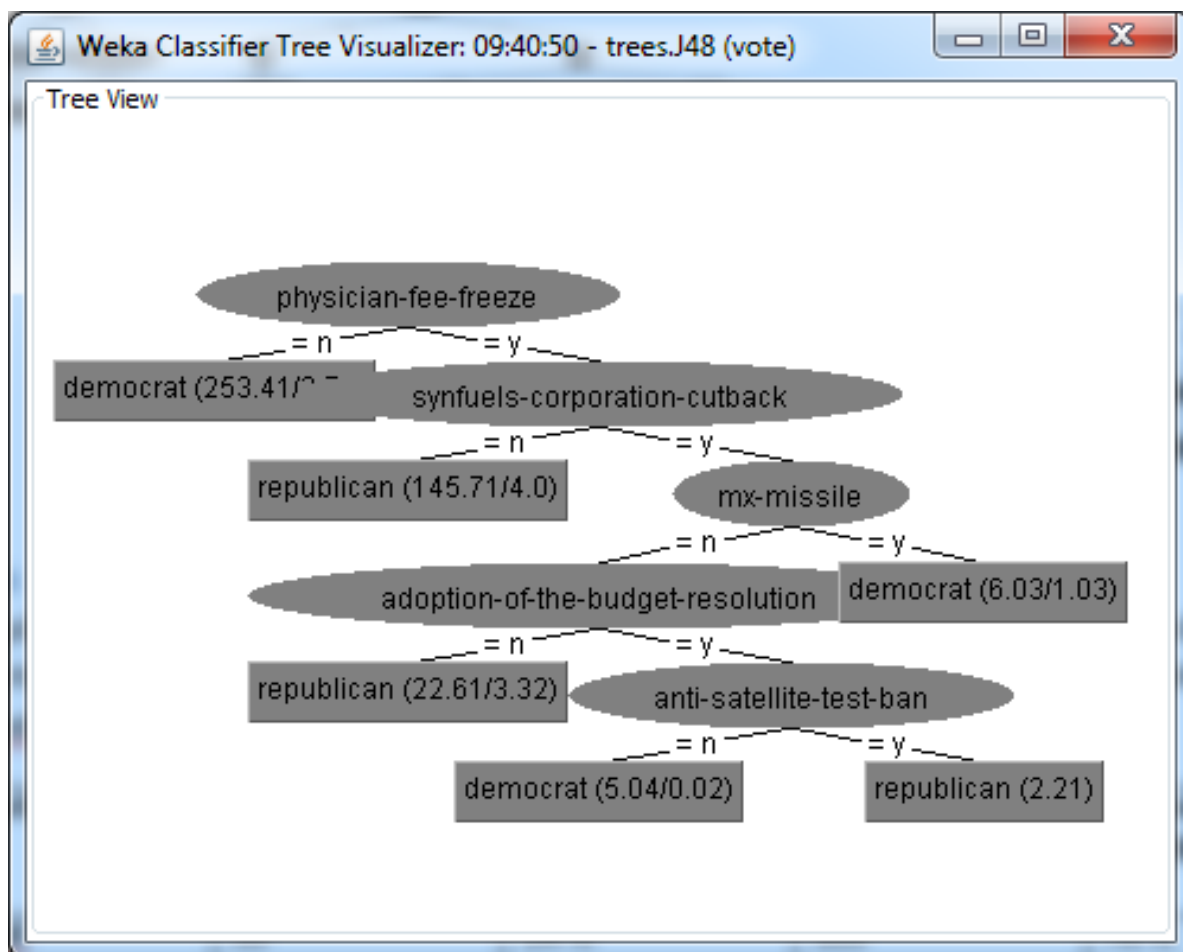 Weka Classifier Tree Visualizer: 09:40:50 - trees.J48 (vote)
Tree View
physician-fee-freeze
= n
= y
democrat (253.41/
synfuels-corporation-cutback
= n
= y
republican (145.71/4.0)
mx-missile
= n
= y
adoption-of-the-budget-resolution
democrat (6.03/1.03)
= n
= y
republican (22.61/3.32)
anti-satellite-test-ban
= n
= y
democrat (5.04/0.02)
republican (2.21)